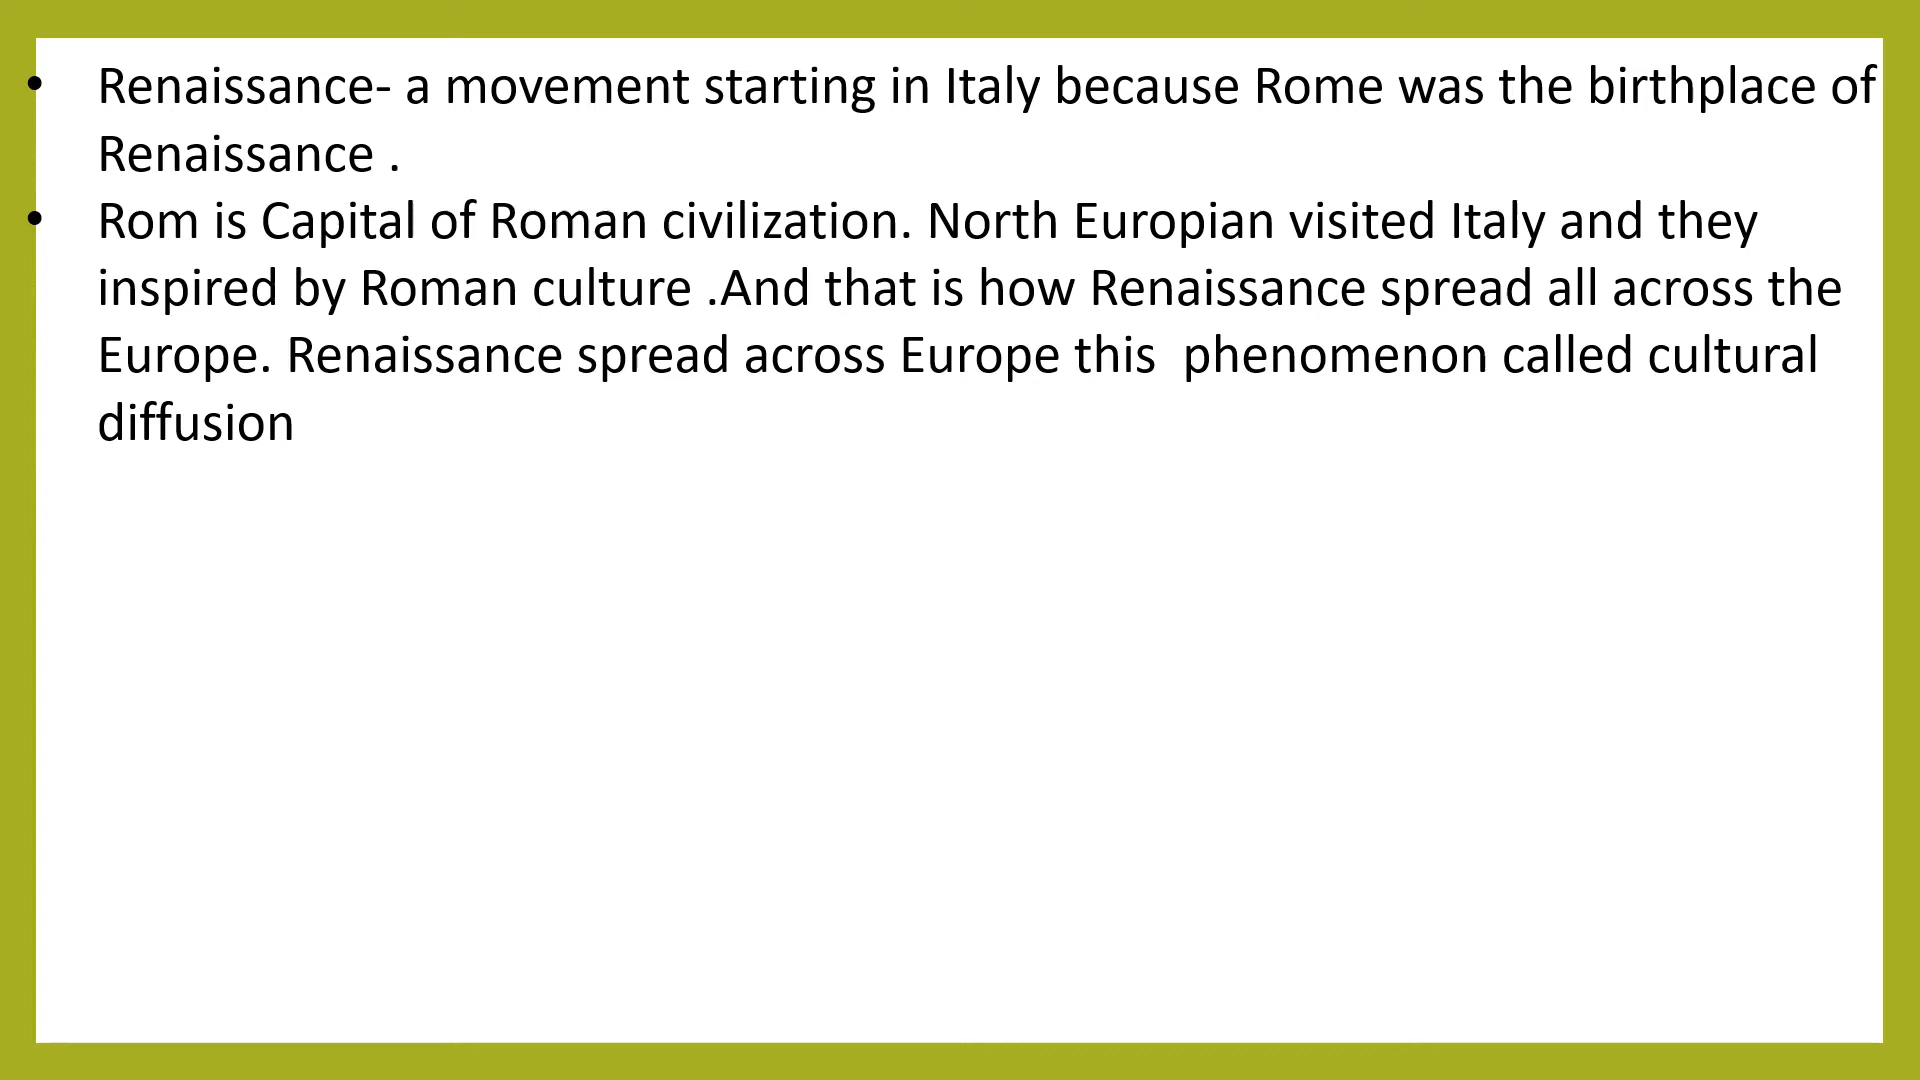 • Renaissance- a movement starting in Italy because Rome was the birthplace of
Renaissance .
• Rom is Capital of Roman civilization. North Europian visited Italy and they
inspired by Roman culture .And that is how Renaissance spread all across the
Europe. Renaissance spread across Europe this  phenomenon called cultural
diffusion